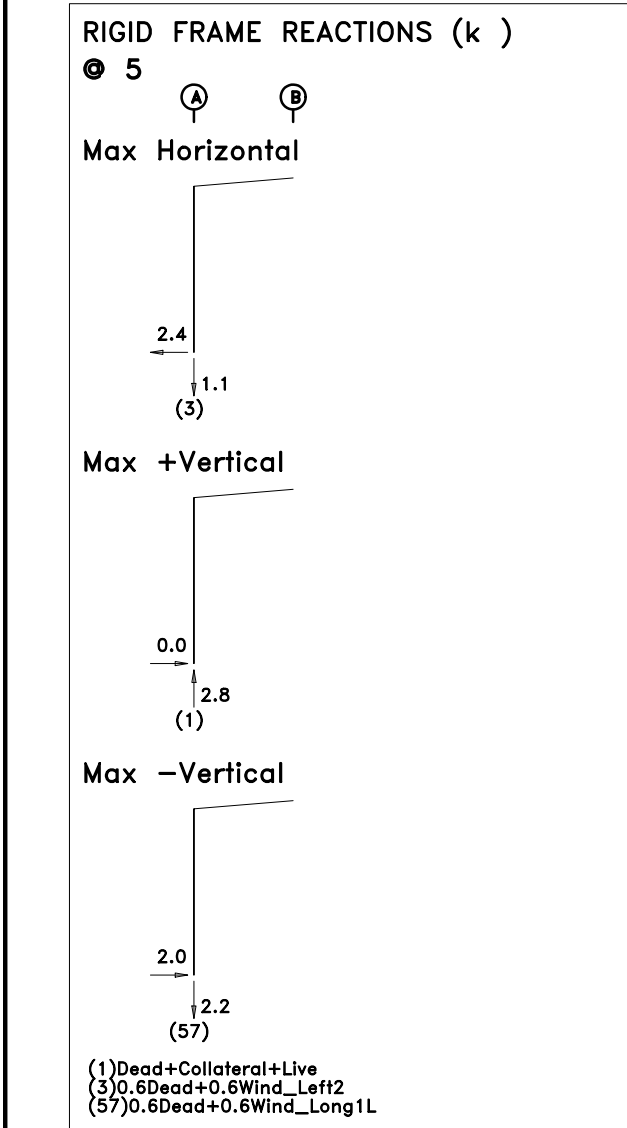 RIGID FRAME REACTIONS (k )
@ 5
A B
Max Horizontal
2.4
1.1
(3)
Max +Vertical
0.0
2.8
(1)
Max -Vertical
2.0
2.2
(57)
(1)Dead+Collateral+Live
(3)0.6Dead+0.6Wind_Left2
(57)0.6Dead+0.6Wind_Long1L